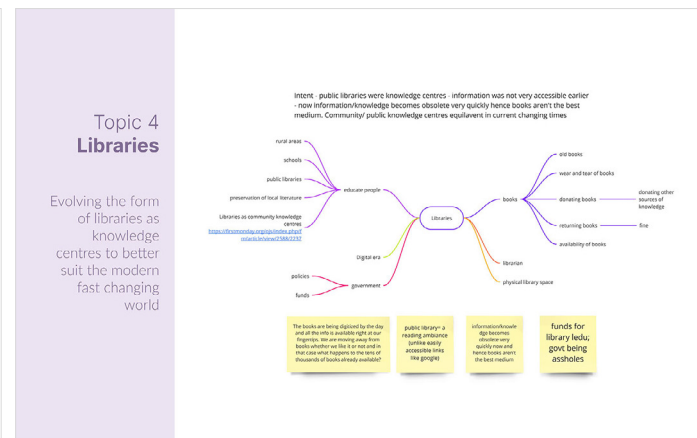 Topic 4
Libraries
Evolving the form
of libraries as
knowledge
centres to better
suit the modern
fast changing
world
Intent - public libraries were knowledge centres - information was not very accessible earlier
- now information/knowledge becomes obsolete very quickly hence books aren't the best
medium. Community/ public knowledge centres equilavent in current changing times
rural areas
schools
public libraries
preservation of local literature
Libraries as community knowledge
centres
educate people
Digital era
policies
funds
government
Libraries
books
old books
wear and tear of books
donating books
donating other
sources of
knowledge
returning books
fine
availability of books
librarian
physical library space
The books are being digitized by the day
and all the info is available right at our
fingertips. We are moving away from
books whether we like it or not and in
that case what happens to the tens of
thousands of books already available?
public library= a
reading ambiance
(unlike easily
accessible links
like google)
information/knowle
dge becomes
obsolese very
quickly now and
hence books aren't
the best medium
funds for
library ledu;
govt being
assholes